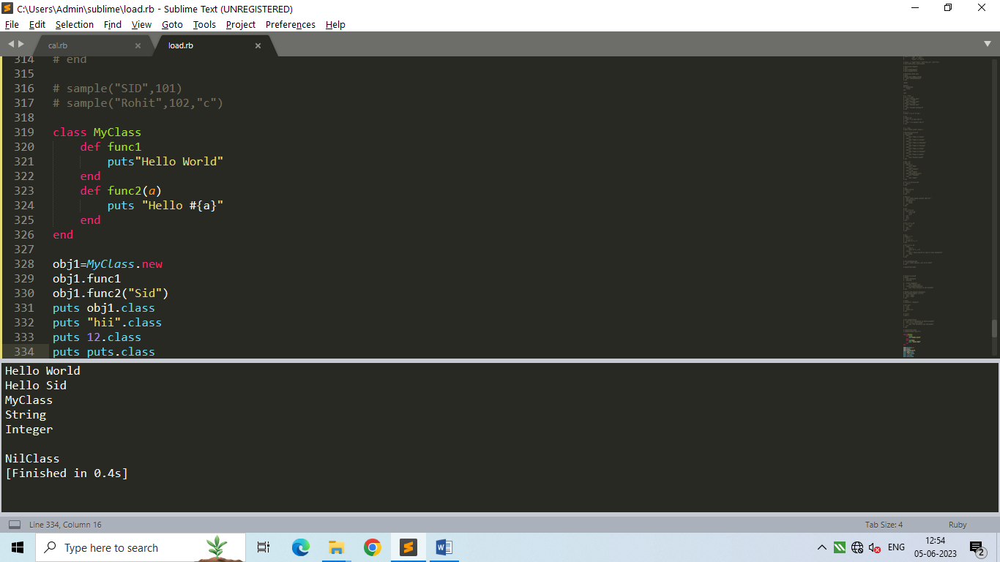 C:\Users\Admin\sublime\load.rb - Sublime Text (UNREGISTERED)
File Edit Selection Find View Goto Tools Project Preferences Help
cal.rb load.rb
314 # end
315
316 # sample("SID",101)
317 # sample("Rohit",102,"c")
318
319 class MyClass
320     def func1
321         puts"Hello World"
322     end
323     def func2(a)
324         puts "Hello #{a}"
325     end
326 end
327
328 obj1=MyClass.new
329 obj1.func1
330 obj1.func2("Sid")
331 puts obj1.class
332 puts "hii".class
333 puts 12.class
334 puts puts.class
Hello World
Hello Sid
MyClass
String
Integer

NilClass
[Finished in 0.4s]
Line 334, Column 16 Tab Size: 4 Ruby
Type here to search ENG 12:54
05-06-2023 2